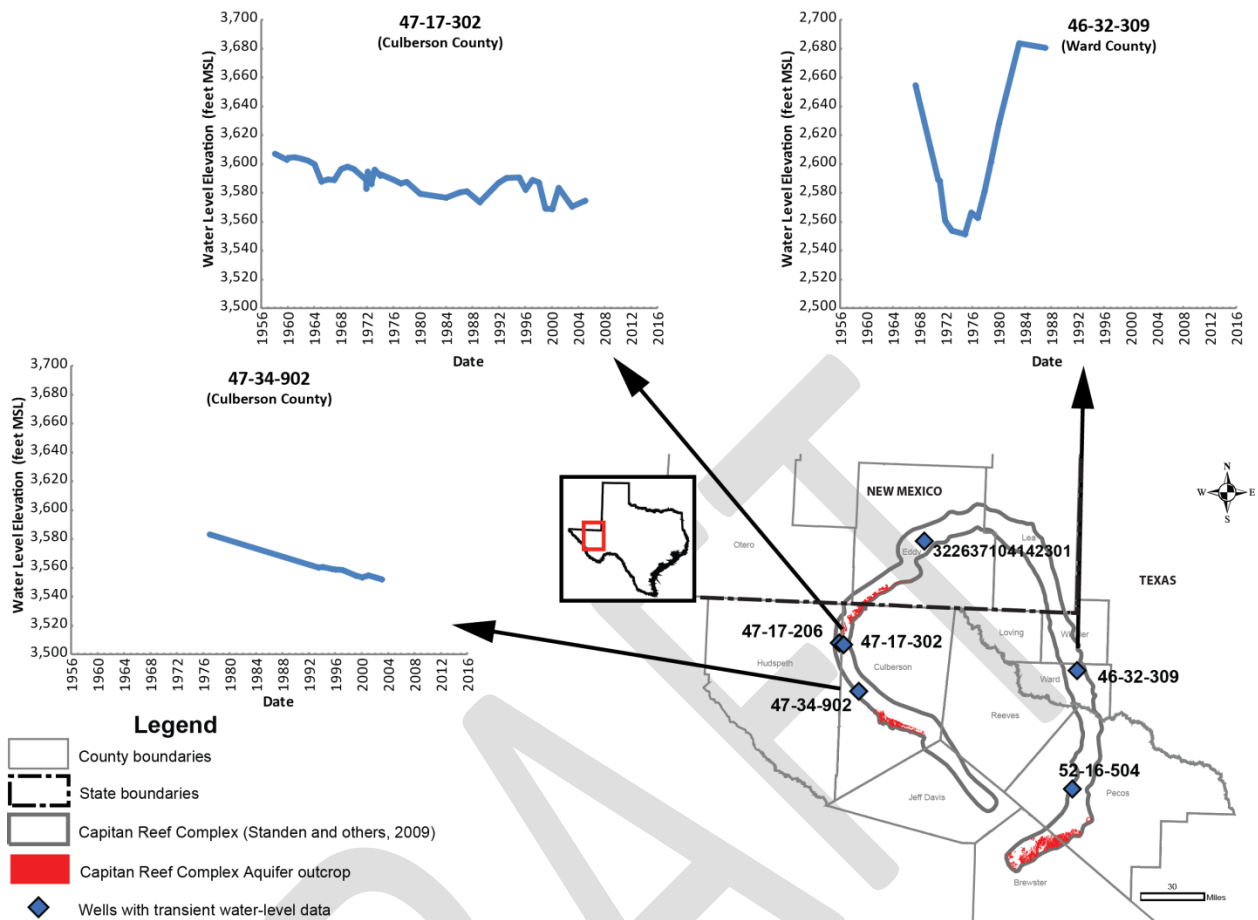 47-17-302
(Culberson County)
Water Level Elevation (feet MSL)
3,700
3,680
3,660
3,640
3,620
3,600
3,580
3,560
3,540
3,520
3,500
1956
1960
1964
1968
1972
1976
1980
1984
1988
1992
1996
2000
2004
2008
2012
2016
Date
46-32-309
(Ward County)
Water Level Elevation (feet MSL)
2,700
2,680
2,660
2,640
2,620
2,600
2,580
2,560
2,540
2,520
2,500
1956
1960
1964
1968
1972
1976
1980
1984
1988
1992
1996
2000
2004
2008
2012
2016
Date
47-34-902
(Culberson County)
Water Level Elevation (feet MSL)
3,700
3,680
3,660
3,640
3,620
3,600
3,580
3,560
3,540
3,520
3,500
1956
1960
1964
1968
1972
1976
1980
1984
1988
1992
1996
2000
2004
2008
2012
2016
Date
NEW MEXICO
N
W E
S
Otero
Eddy
Lea
322637104142301
TEXAS
47-17-206
47-17-302
Loving
Winkler
Hudspeth
Culberson
46-32-309
Ward
47-34-902
Reeves
52-16-504
Pecos
Jeff Davis
Brewster
30
Miles
Legend
County boundaries
State boundaries
Capitan Reef Complex (Standen and others, 2009)
Capitan Reef Complex Aquifer outcrop
Wells with transient water-level data
DRAFT